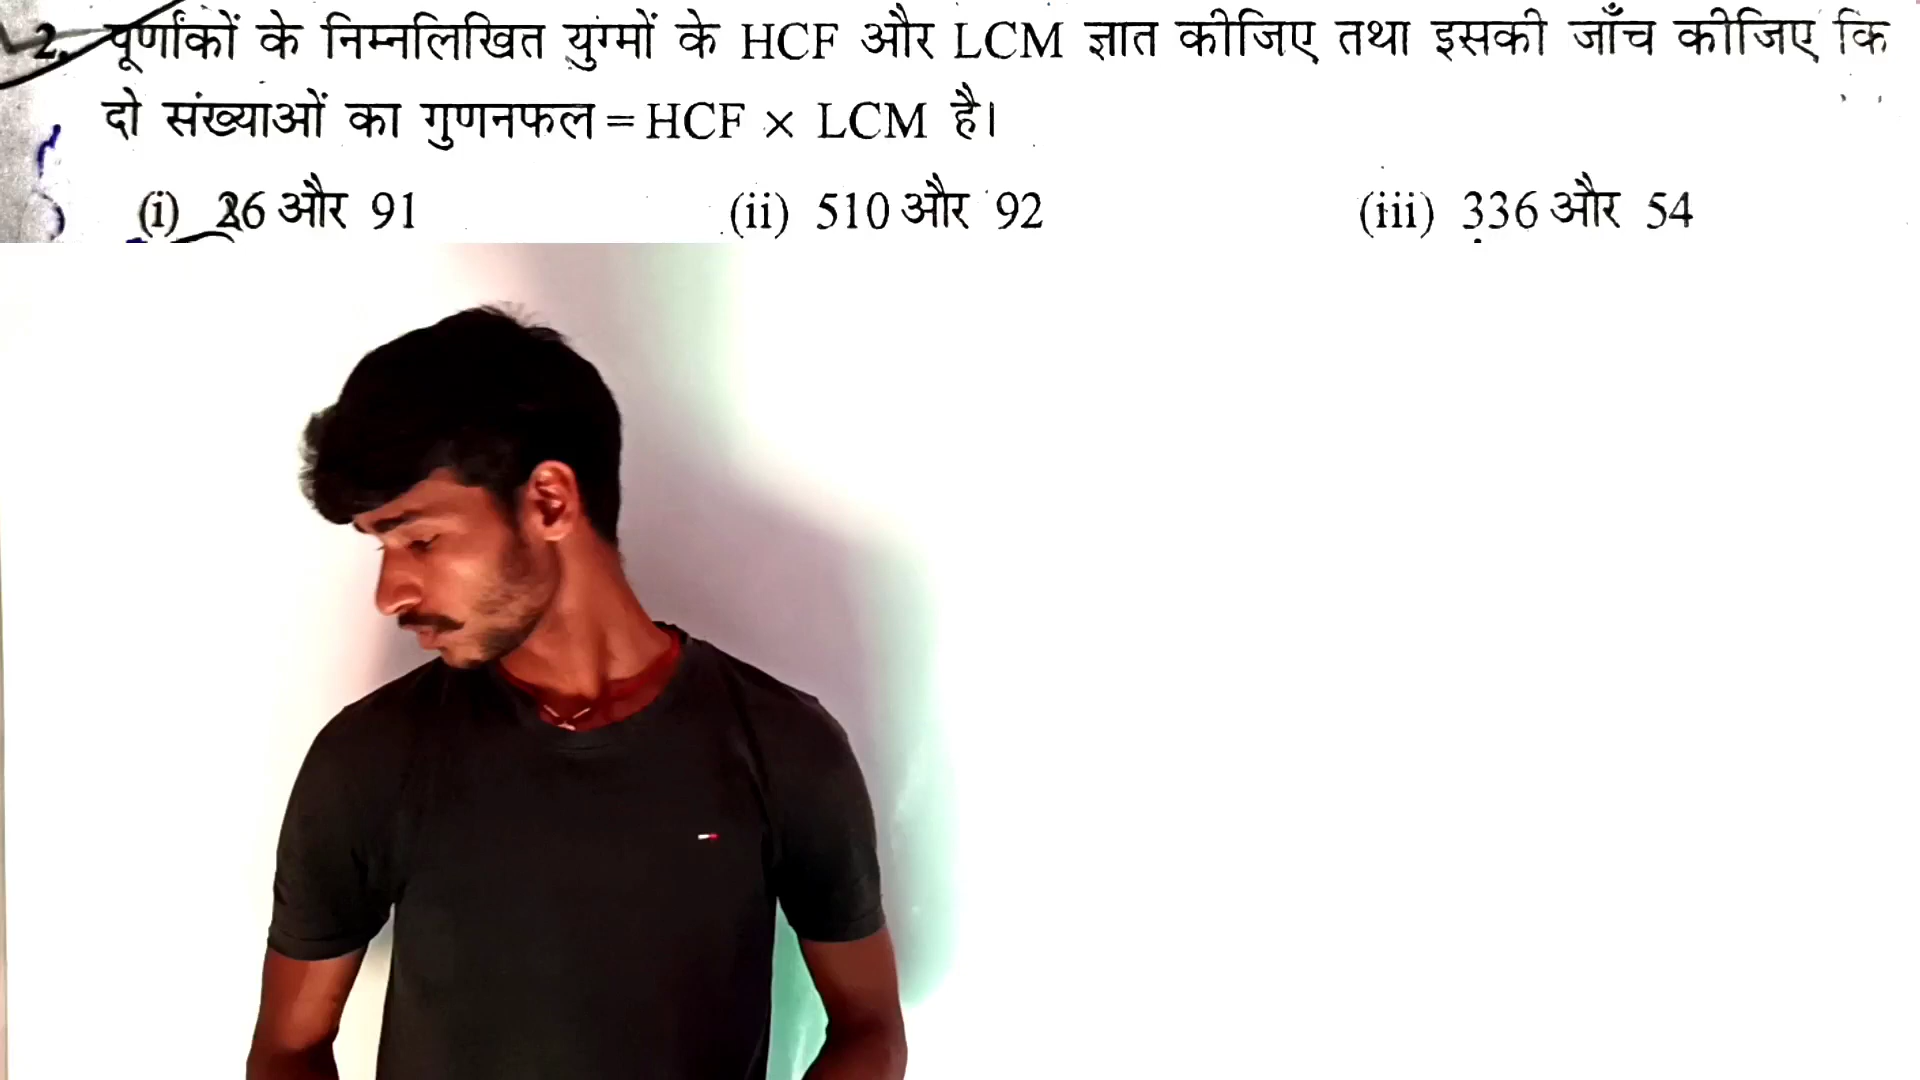 2. पूर्णांकों के निम्नलिखित युग्मों के HCF और LCM ज्ञात कीजिए तथा इसकी जाँच कीजिए कि
दो संख्याओं का गुणनफल = HCF × LCM है।
(i) 26 और 91 (ii) 510 और 92 (iii) 336 और 54